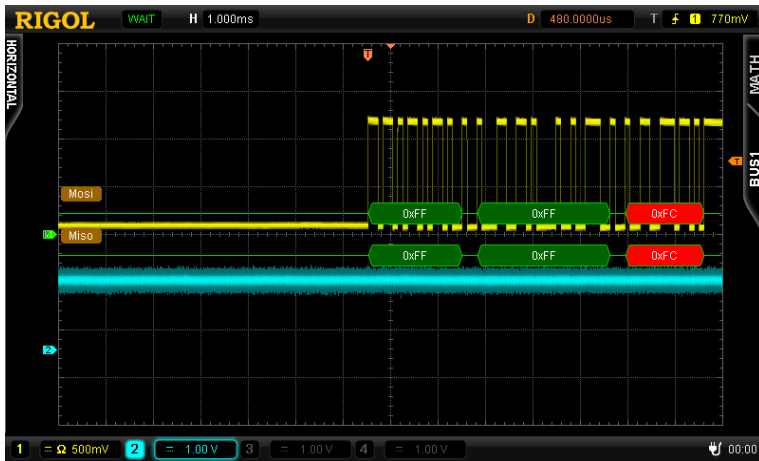 RIGOL WAIT H 1.000ms D 480.0000us T 1 770mV
HORIZONTAL
MATH
BUS1
T
T
Mosi
0xFF 0xFF 0xFC
Miso
0xFF 0xFF 0xFC
2
1 = Ω 500mV 2 = 1.00 V 3 = 1.00 V 4 = 1.00 V 00:00